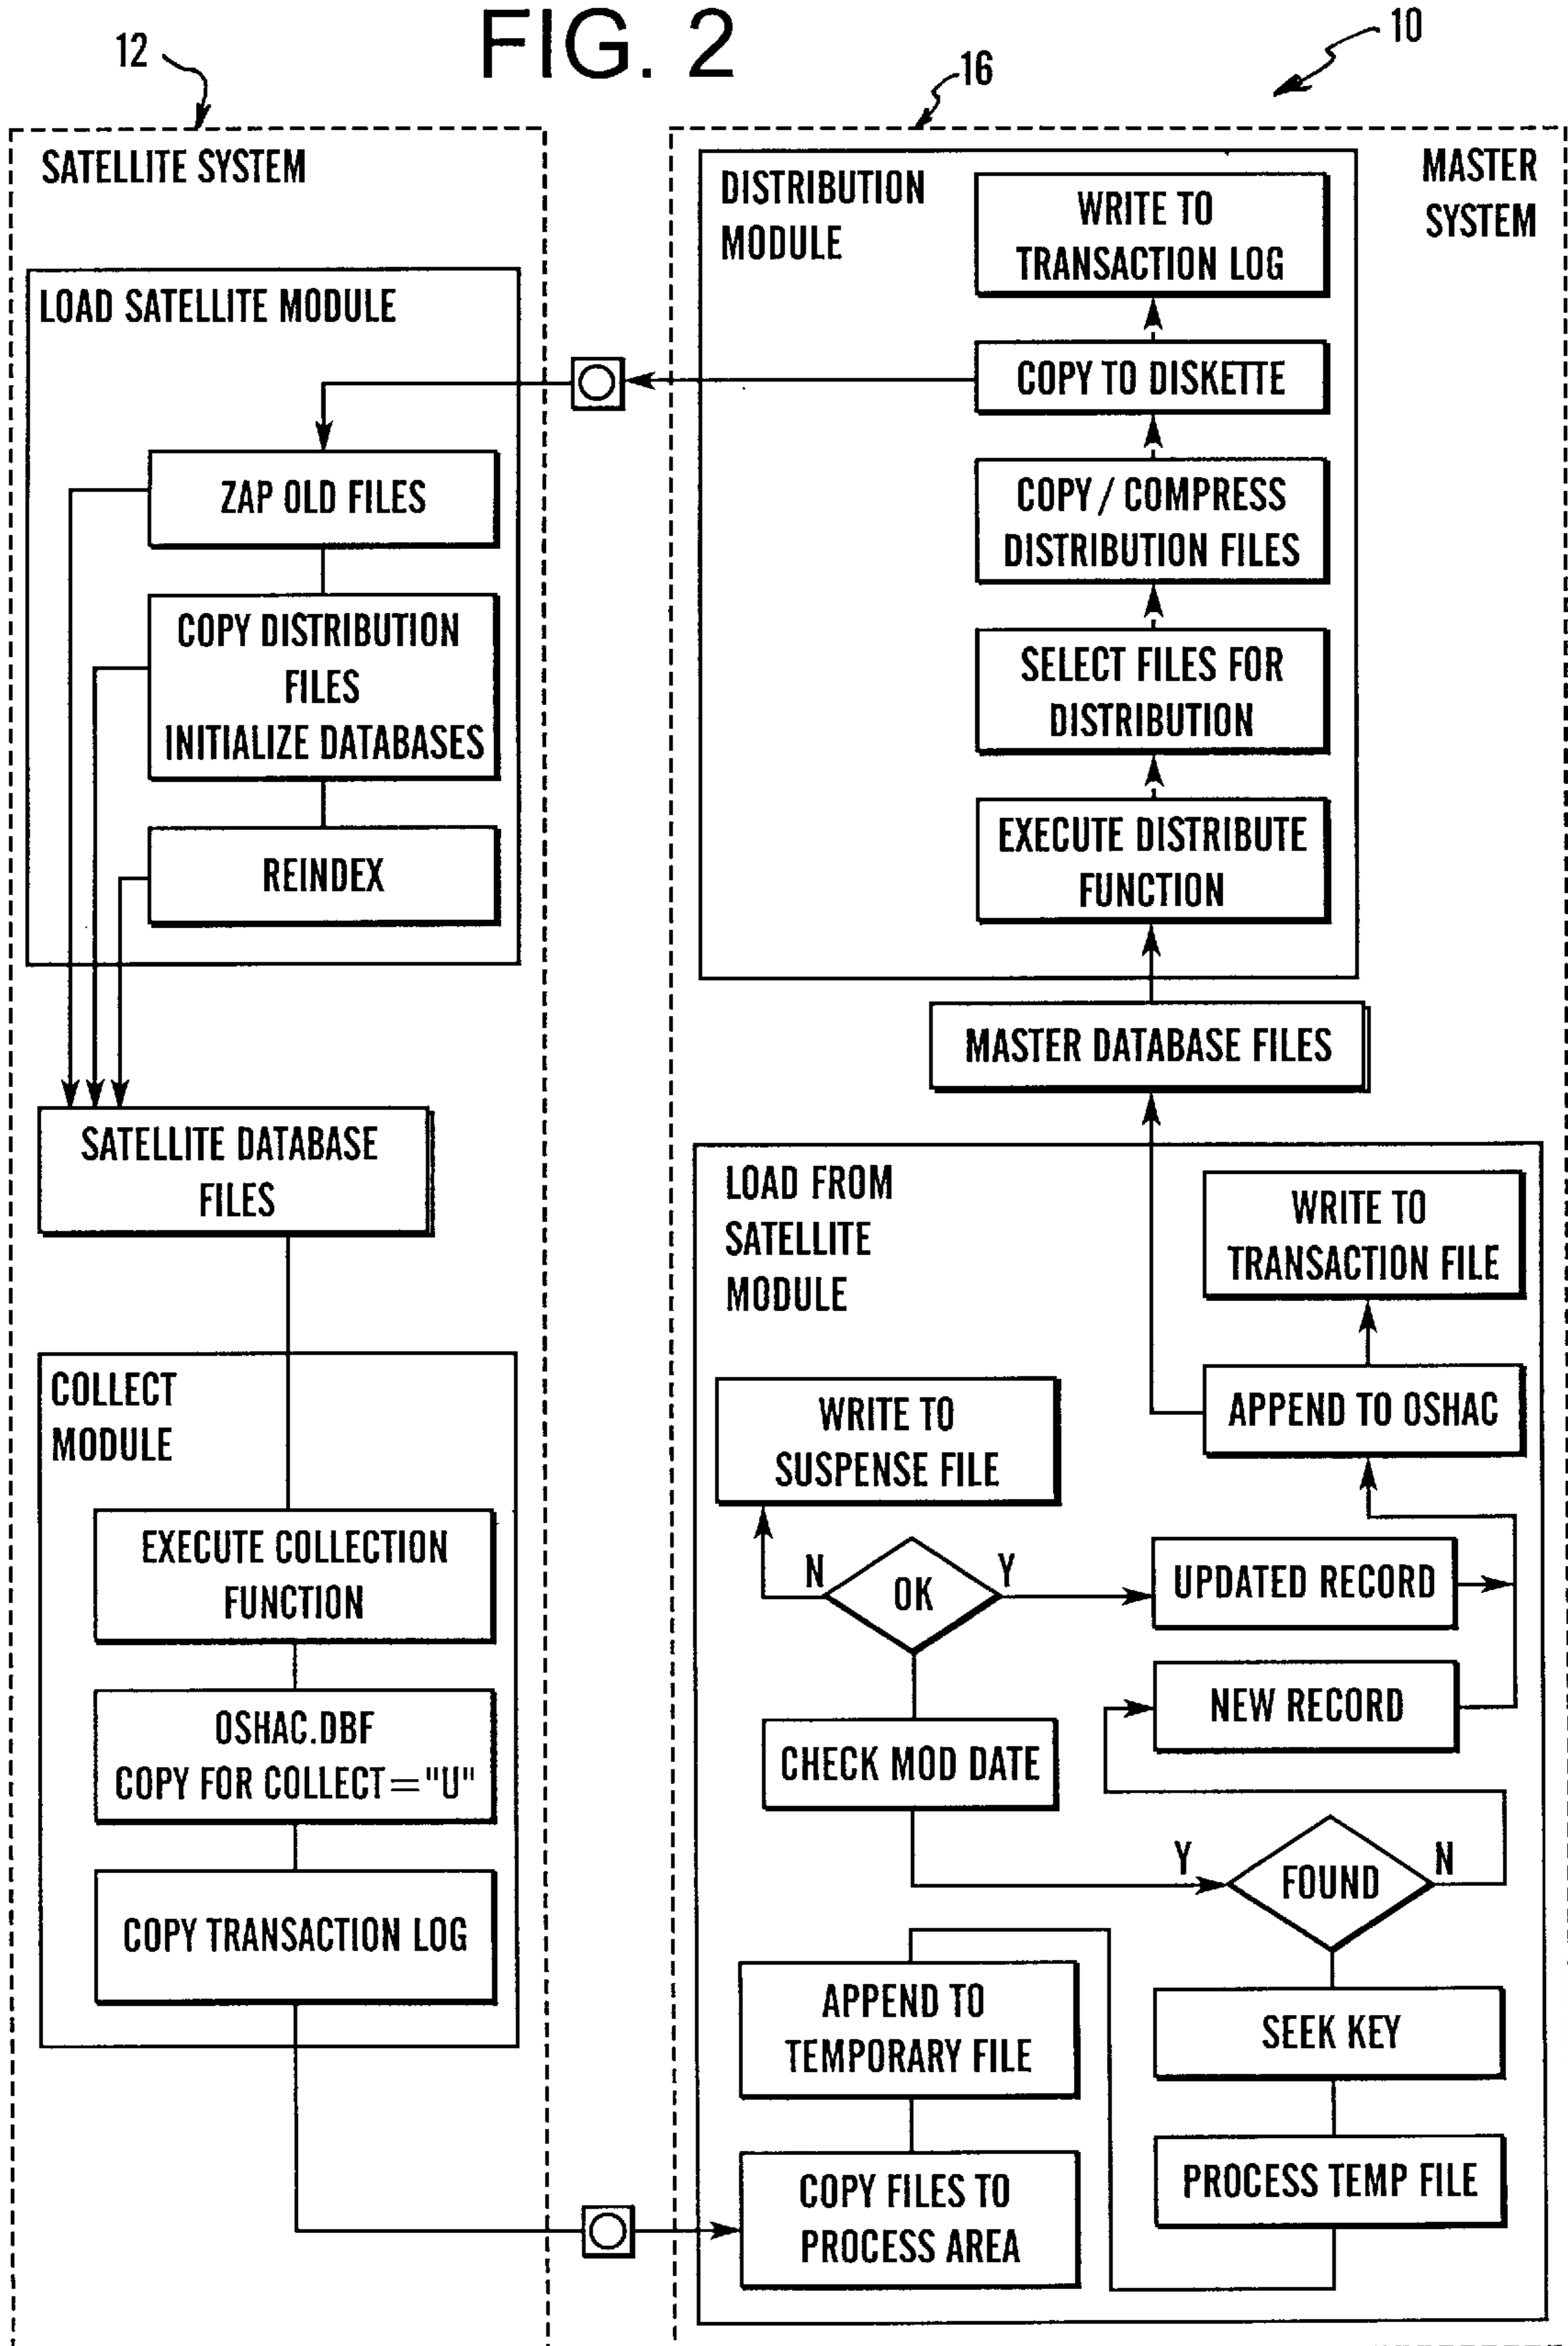 FIG. 2
12
16
10
SATELLITE SYSTEM
LOAD SATELLITE MODULE
ZAP OLD FILES
COPY DISTRIBUTION
FILES
INITIALIZE DATABASES
REINDEX
SATELLITE DATABASE
FILES
COLLECT
MODULE
EXECUTE COLLECTION
FUNCTION
OSHAC.DBF
COPY FOR COLLECT="U"
COPY TRANSACTION LOG
MASTER
SYSTEM
DISTRIBUTION
MODULE
WRITE TO
TRANSACTION LOG
COPY TO DISKETTE
COPY / COMPRESS
DISTRIBUTION FILES
SELECT FILES FOR
DISTRIBUTION
EXECUTE DISTRIBUTE
FUNCTION
MASTER DATABASE FILES
LOAD FROM
SATELLITE
MODULE
WRITE TO
TRANSACTION FILE
APPEND TO OSHAC
WRITE TO
SUSPENSE FILE
N
OK
Y
UPDATED RECORD
NEW RECORD
CHECK MOD DATE
Y
FOUND
N
APPEND TO
TEMPORARY FILE
SEEK KEY
PROCESS TEMP FILE
COPY FILES TO
PROCESS AREA